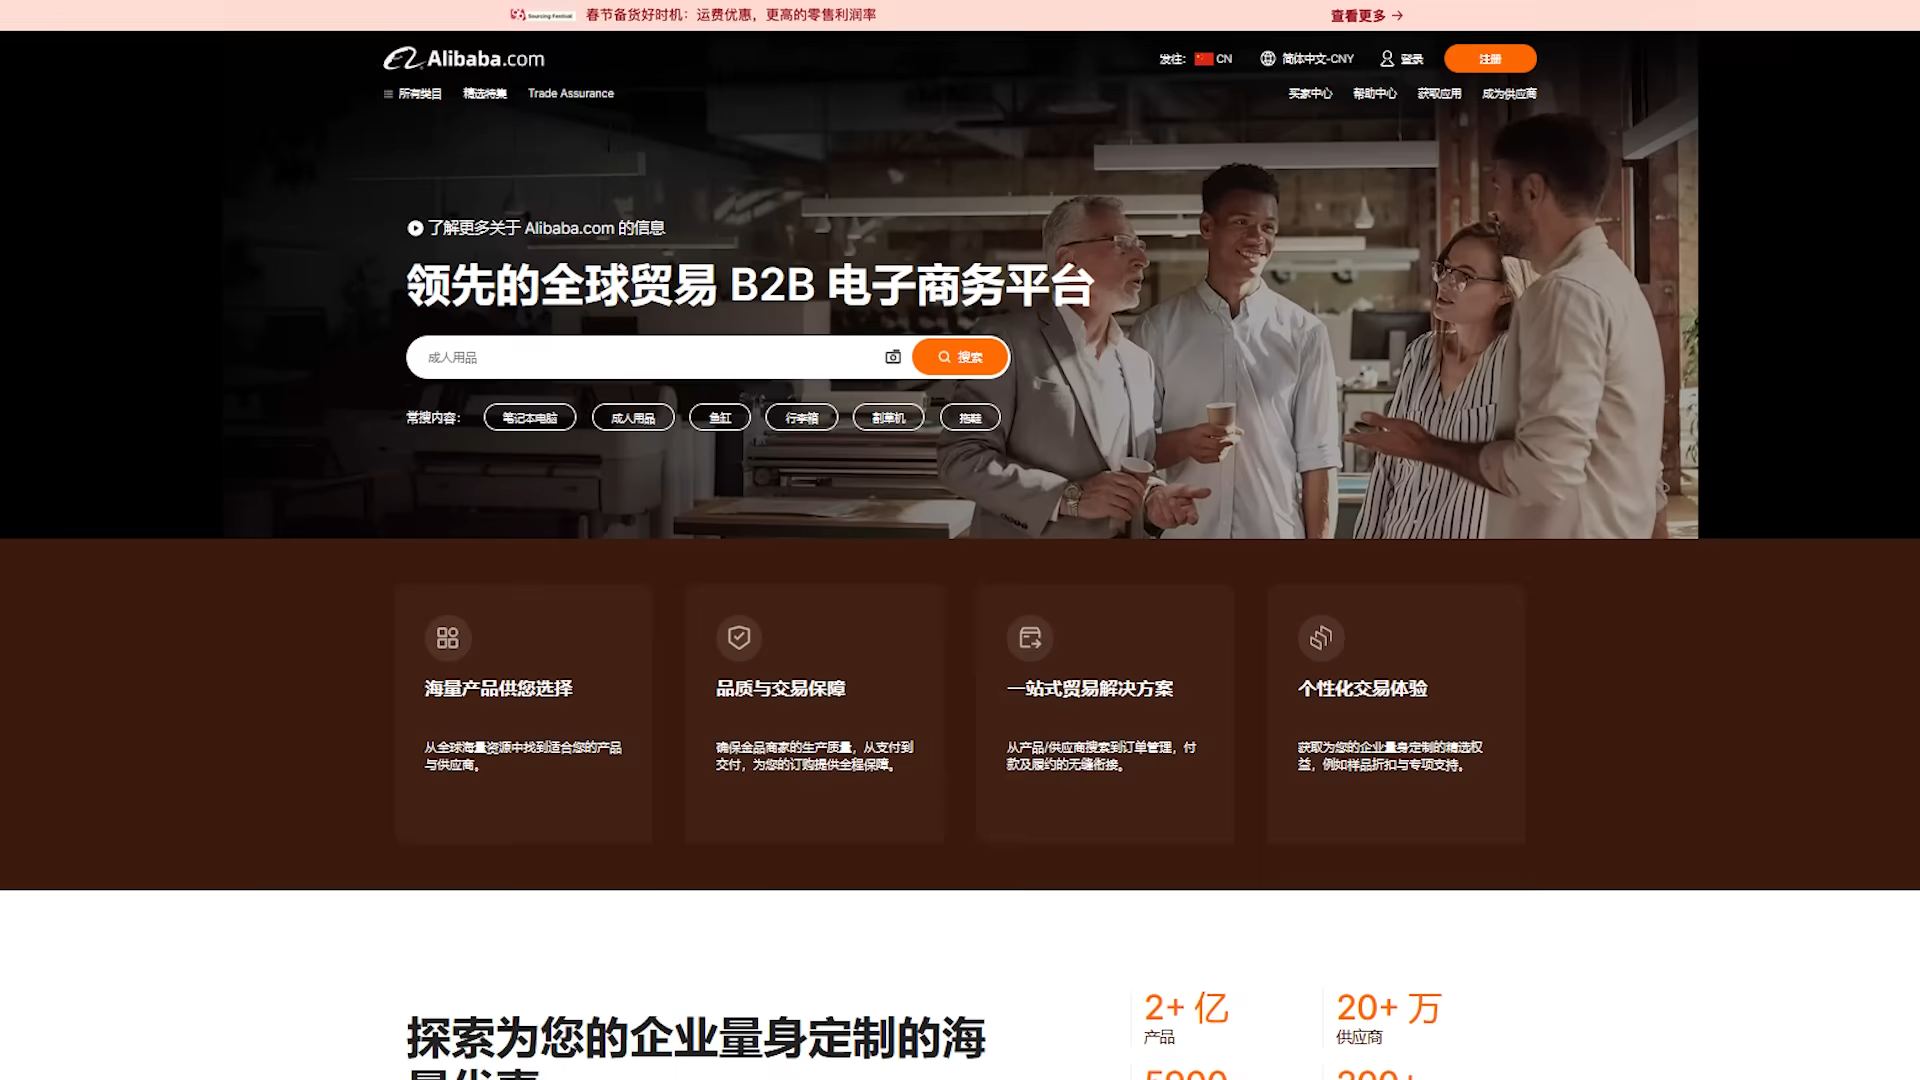 Sourcing Festival 春节备货好时机：运费优惠，更高的零售利润率 查看更多
Alibaba.com
发往： CN 简体中文-CNY 登录 注册
所有类目 精选特集 Trade Assurance 买家中心 帮助中心 获取应用 成为供应商
了解更多关于 Alibaba.com 的信息
领先的全球贸易 B2B 电子商务平台
成人用品 搜索
常搜内容： 笔记本电脑 成人用品 鱼缸 行李箱 割草机 拖鞋
海量产品供您选择
从全球海量资源中找到适合您的产品
与供应商。
品质与交易保障
确保金品商家的生产质量，从支付到
交付，为您的订购提供全程保障。
一站式贸易解决方案
从产品/供应商搜索到订单管理，付
款及履约的无缝衔接。
个性化交易体验
获取为您的企业量身定制的精选权
益，例如样品折扣与专项支持。
探索为您的企业量身定制的海
2+ 亿
产品
20+ 万
供应商